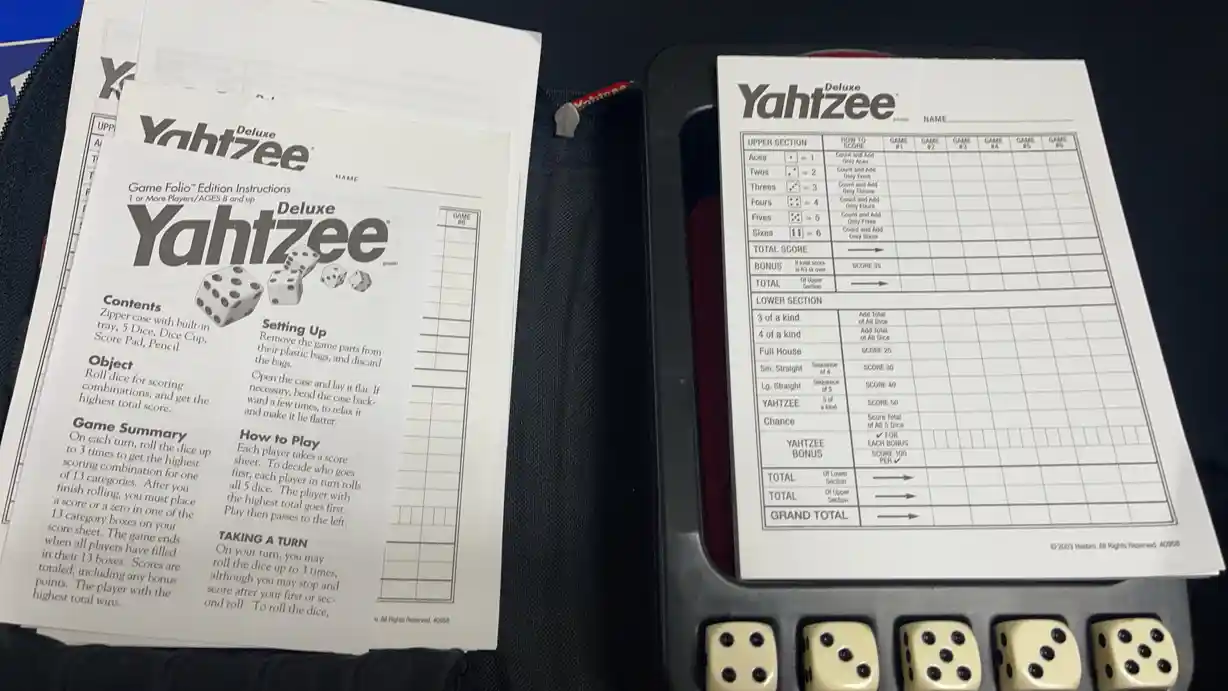 Yahtzee
Deluxe
Yahtzee
NAME
GAME
#6
Game Folio™ Edition Instructions
1 or More Players/AGES 8 and up
Deluxe
Yahtzee
Contents
Zipper case with built-in
tray, 5 Dice, Dice Cup,
Score Pad, Pencil
Object
Roll dice for scoring
combinations, and get the
highest total score.
Game Summary
On each turn, roll the dice up
to 3 times to get the highest
scoring combination for one
of 13 categories. After you
finish rolling, you must place
a score or a zero in one of the
13 category boxes on your
score sheet. The game ends
when all players have filled
in their 13 boxes. Scores are
totaled, including any bonus
points. The player with the
highest total wins.
Setting Up
Remove the game parts from
their plastic bags, and discard
the bags.
Open the case and lay it flat. If
necessary, bend the case back-
ward a few times, to relax it
and make it lie flatter
How to Play
Each player takes a score
sheet. To decide who goes
first, each player in turn rolls
all 5 dice. The player with
the highest total goes first.
Play then passes to the left
TAKING A TURN
On your turn, you may
roll the dice up to 3 times,
although you may stop and
score after your first or sec-
ond roll. To roll the dice,
All Rights Reserved. 40958
Deluxe
Yahtzee
NAME
UPPER SECTION HOW TO SCORE GAME #1 GAME #2 GAME #3 GAME #4 GAME #5 GAME #6
Aces = 1 Count and Add Only Aces
Twos = 2 Count and Add Only Twos
Threes = 3 Count and Add Only Threes
Fours = 4 Count and Add Only Fours
Fives = 5 Count and Add Only Fives
Sixes = 6 Count and Add Only Sixes
TOTAL SCORE
BONUS If total score is 63 or over SCORE 35
TOTAL Of Upper Section
LOWER SECTION
3 of a kind Add Total of All Dice
4 of a kind Add Total of All Dice
Full House SCORE 25
Sm. Straight Sequence of 4 SCORE 30
Lg. Straight Sequence of 5 SCORE 40
YAHTZEE 5 of a kind SCORE 50
Chance Score Total of All 5 Dice
YAHTZEE BONUS ✓ FOR EACH BONUS
SCORE 100 PER ✓
TOTAL Of Lower Section
TOTAL Of Upper Section
GRAND TOTAL
All Rights Reserved. 40958